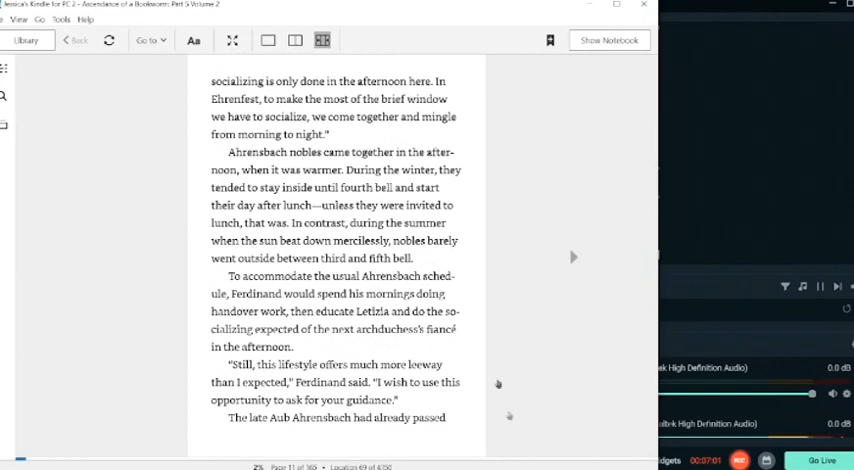 Jessica's Kindle for PC 2 - Ascendance of a Bookworm: Part 5 Volume 2
View Go Tools Help
Library
Back
Go to
Aa
Show Notebook
socializing is only done in the afternoon here. In
Ehrenfest, to make the most of the brief window
we have to socialize, we come together and mingle
from morning to night."
Ahrensbach nobles came together in the after-
noon, when it was warmer. During the winter, they
tended to stay inside until fourth bell and start
their day after lunch—unless they were invited to
lunch, that was. In contrast, during the summer
when the sun beat down mercilessly, nobles barely
went outside between third and fifth bell.
To accommodate the usual Ahrensbach sched-
ule, Ferdinand would spend his mornings doing
handover work, then educate Letizia and do the so-
cializing expected of the next archduchess's fiancé
in the afternoon.
"Still, this lifestyle offers much more leeway
than I expected," Ferdinand said. "I wish to use this
opportunity to ask for your guidance."
The late Aub Ahrensbach had already passed
2% Page 11 of 365 • Location 69 of 4150
High Definition Audio) 0.0 dB
High Definition Audio) 0.0 dB
00:07:01
REC
Go Live